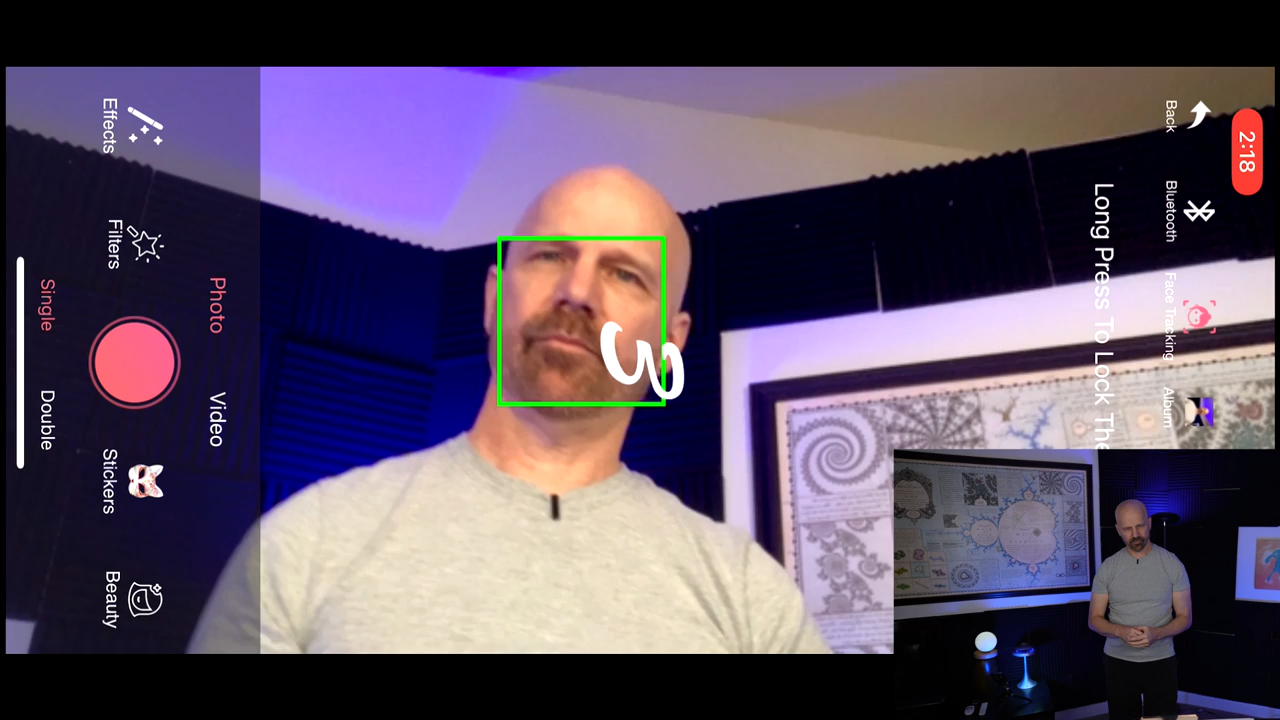 2:18
Back
Bluetooth
Face Tracking
Album
Long Press To Lock The
3
Photo
Video
Effects
Filters
Stickers
Beauty
Single
Double